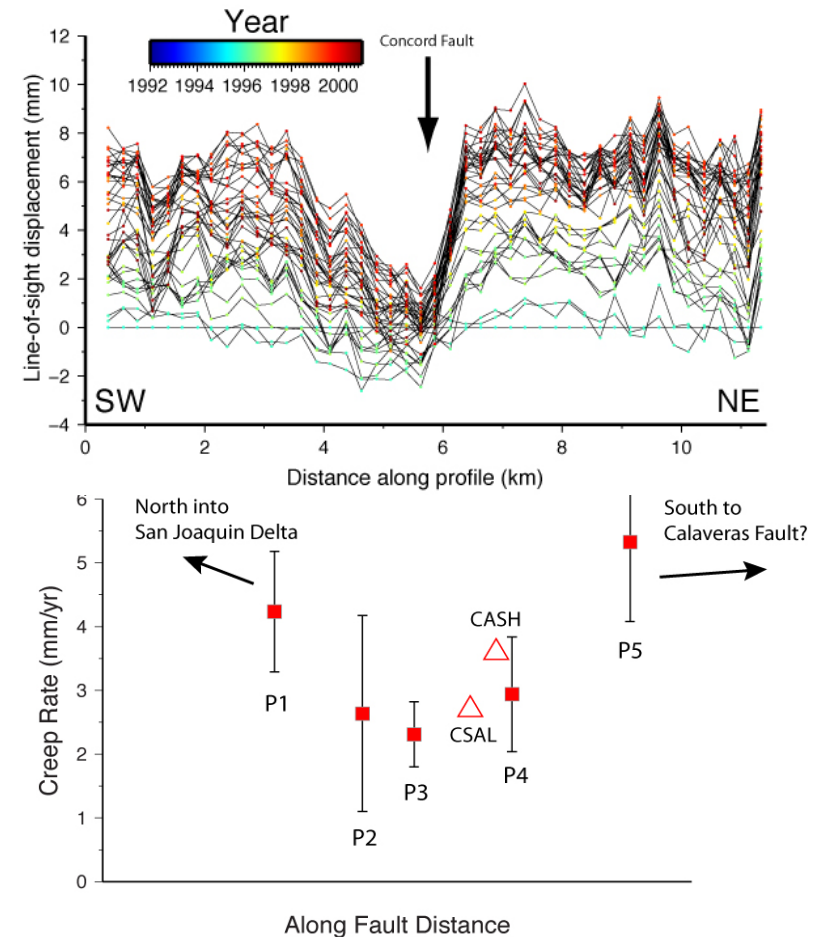 Year
1992 1994 1996 1998 2000
Concord Fault
12
10
8
6
4
2
0
−2
−4
Line-of-sight displacement (mm)
SW
NE
0 2 4 6 8 10
Distance along profile (km)
6
5
4
3
2
1
0
Creep Rate (mm/yr)
North into
San Joaquin Delta
South to
Calaveras Fault?
P1
P2
P3
CASH
CSAL
P4
P5
Along Fault Distance